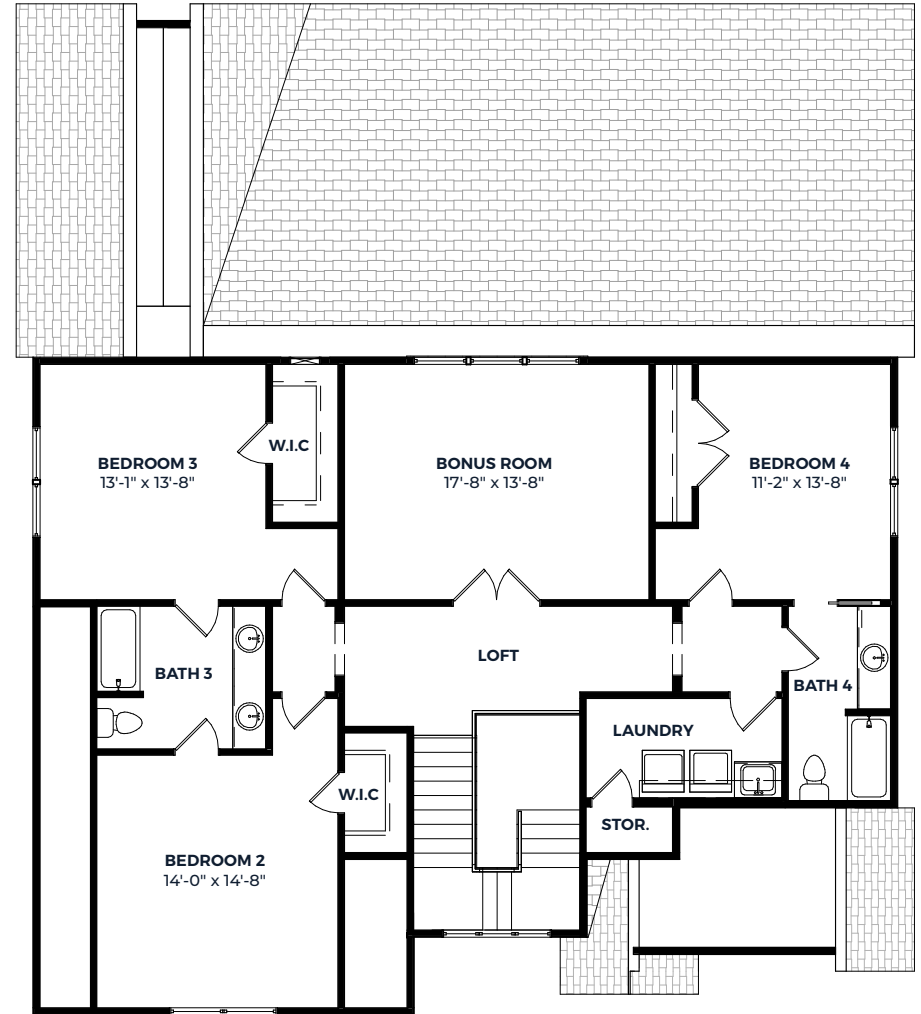 W.I.C
BEDROOM 3
13'-1" x 13'-8"
BONUS ROOM
17'-8" x 13'-8"
BEDROOM 4
11'-2" x 13'-8"
LOFT
BATH 3
BATH 4
LAUNDRY
W.I.C
STOR.
BEDROOM 2
14'-0" x 14'-8"